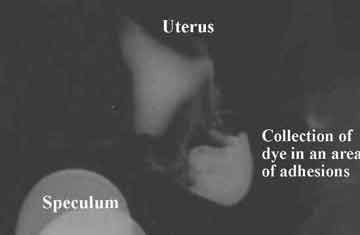 Uterus
Collection of
dye in an area
of adhesions
Speculum